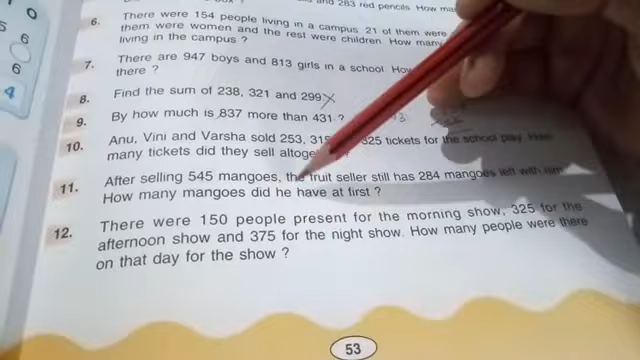 and 283 red pencils. How
6. There were 154 people living in a campus. 21 of them were
them were women and the rest were children. How many
living in the campus ?
7. There are 947 boys and 813 girls in a school. How
there ?
8. Find the sum of 238, 321 and 299
9. By how much is 837 more than 431 ?
10. Anu, Vini and Varsha sold 253, 325 tickets for the school play. How
many tickets did they sell
11. After selling 545 mangoes, the fruit seller still has 284 mangoes left with him.
How many mangoes did he have at first ?
12. There were 150 people present for the morning show, 325 for the
afternoon show and 375 for the night show. How many people were there
on that day for the show ?
53
0
5 6
6
4